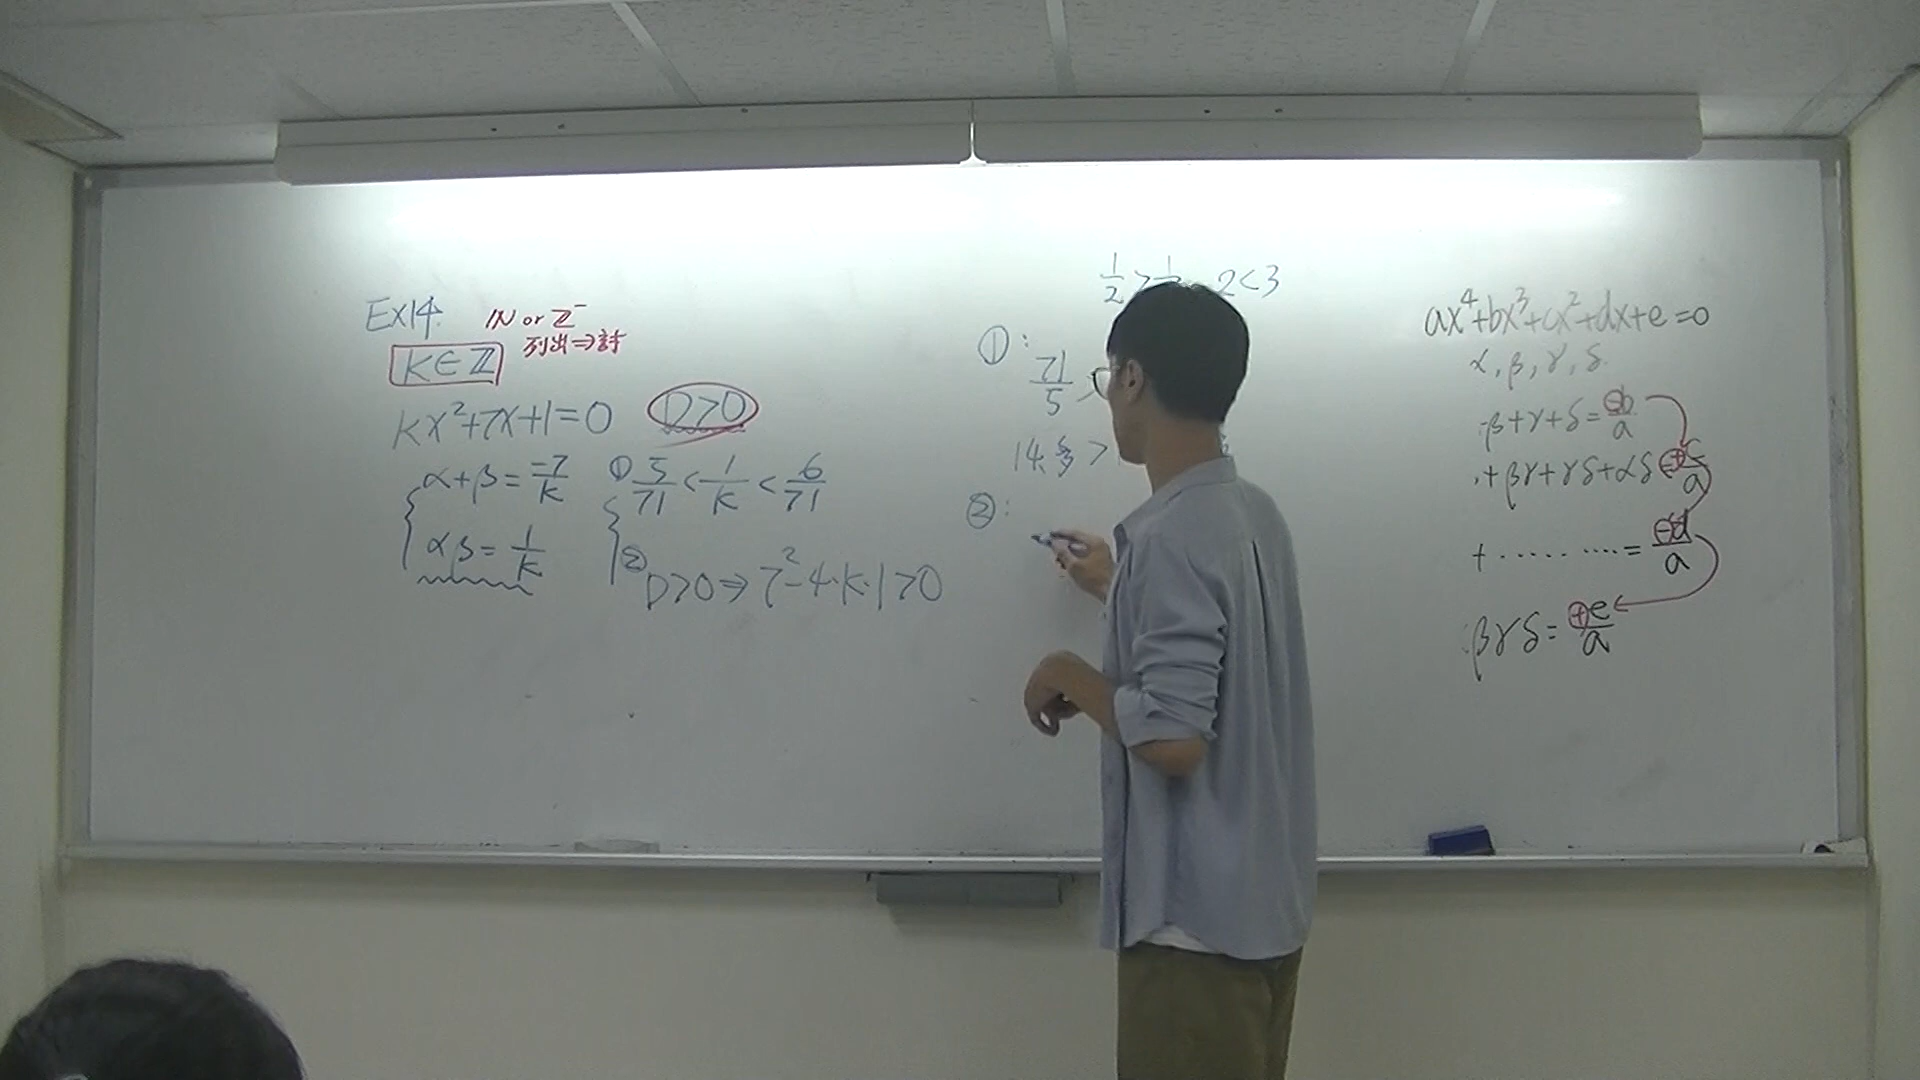 EX14.
IN or Z⁻
列出⇒討
K∈Z
Kx²+7x+1=0 D>0
α+β=-7/K
αβ=1/K
① 5/71<1/K<6/71
② D>0⇒7²-4·K·1>0
1/2> 2<3
①:
71/5
14.
②:
ax⁴+bx³+cx²+dx+e=0
α,β,γ,δ
β+γ+δ=-b/a
+βγ+γδ+αδ=+c/a
+..........=-d/a
βγδ=+e/a